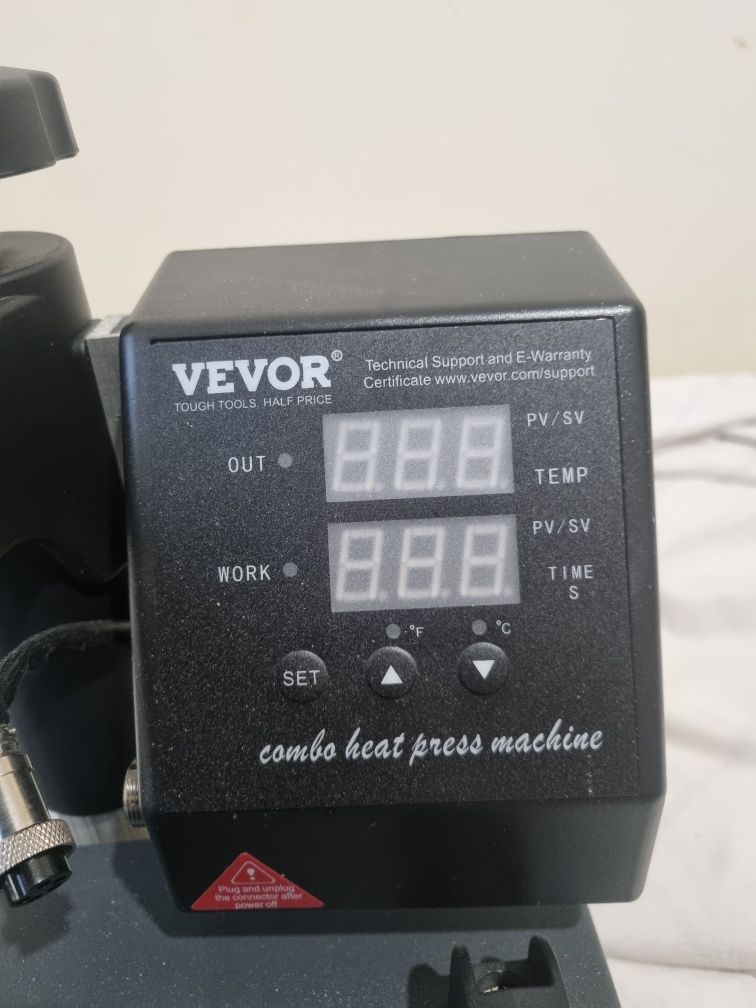 VEVOR®
TOUGH TOOLS, HALF PRICE
Technical Support and E-Warranty
Certificate www.vevor.com/support
PV/SV
OUT
TEMP
PV/SV
WORK
TIME
S
°F
°C
SET
combo heat press machine
Plug and unplug
the connector after
power off